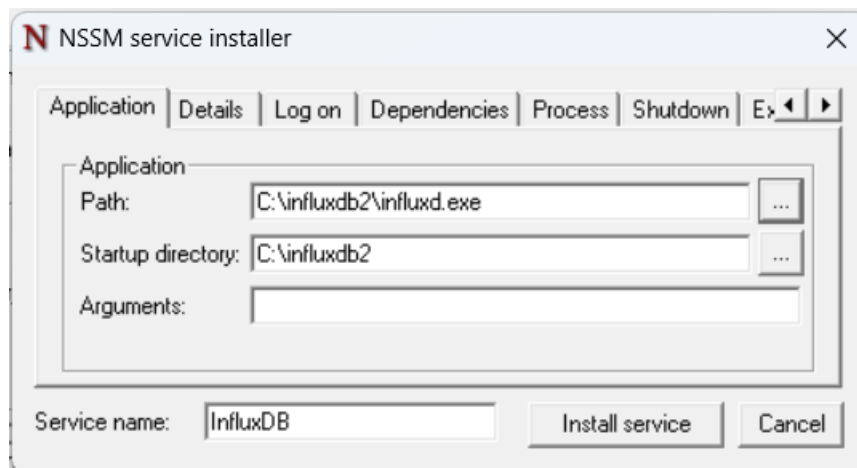 N NSSM service installer
Application Details Log on Dependencies Process Shutdown
Application
Path: C:\influxdb2\influxd.exe ...
Startup directory: C:\influxdb2 ...
Arguments:
Service name: InfluxDB Install service Cancel